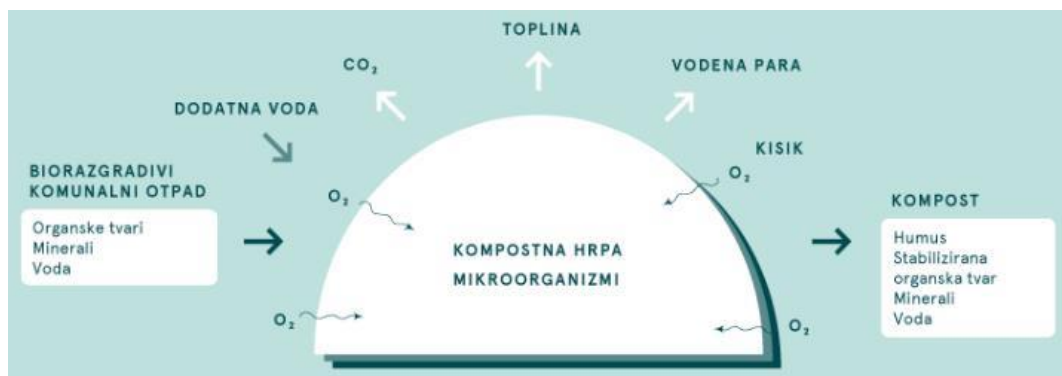 TOPLINA
CO₂
VODENA PARA
DODATNA VODA
KISIK
BIORAZGRADIVI
KOMUNALNI OTPAD
Organske tvari
Minerali
Voda
O₂
O₂
O₂
O₂
KOMPOSTNA HRPA
MIKROORGANIZMI
KOMPOST
Humus
Stabilizirana
organska tvar
Minerali
Voda